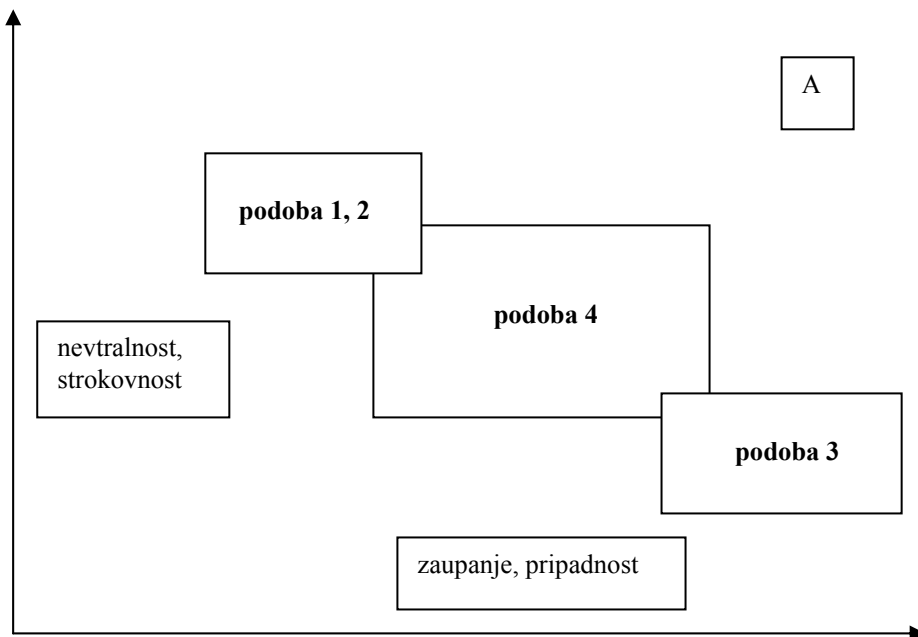 A
podoba 1, 2
podoba 4
nevtralnost,
strokovnost
podoba 3
zaupanje, pripadnost